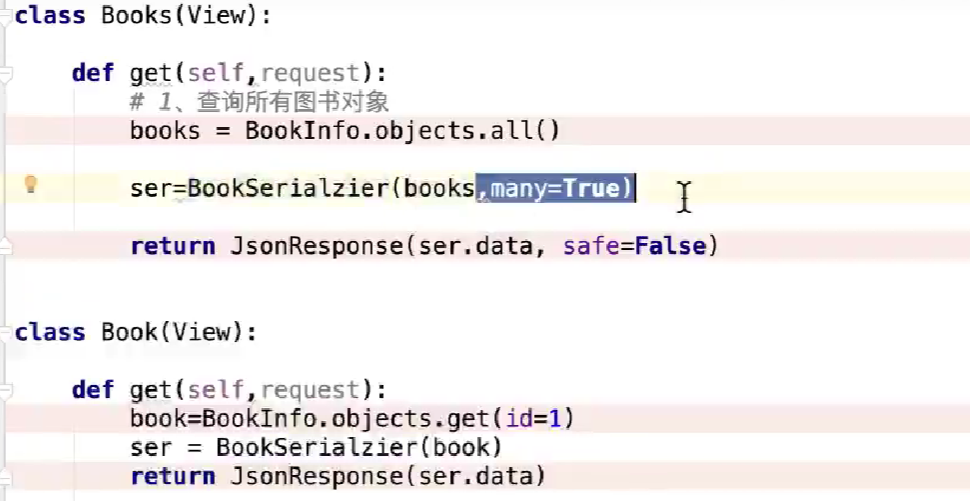 class Books(View):
def get(self,request):
# 1、查询所有图书对象
books = BookInfo.objects.all()
ser=BookSerialzier(books,many=True)
return JsonResponse(ser.data, safe=False)
class Book(View):
def get(self,request):
book=BookInfo.objects.get(id=1)
ser = BookSerialzier(book)
return JsonResponse(ser.data)